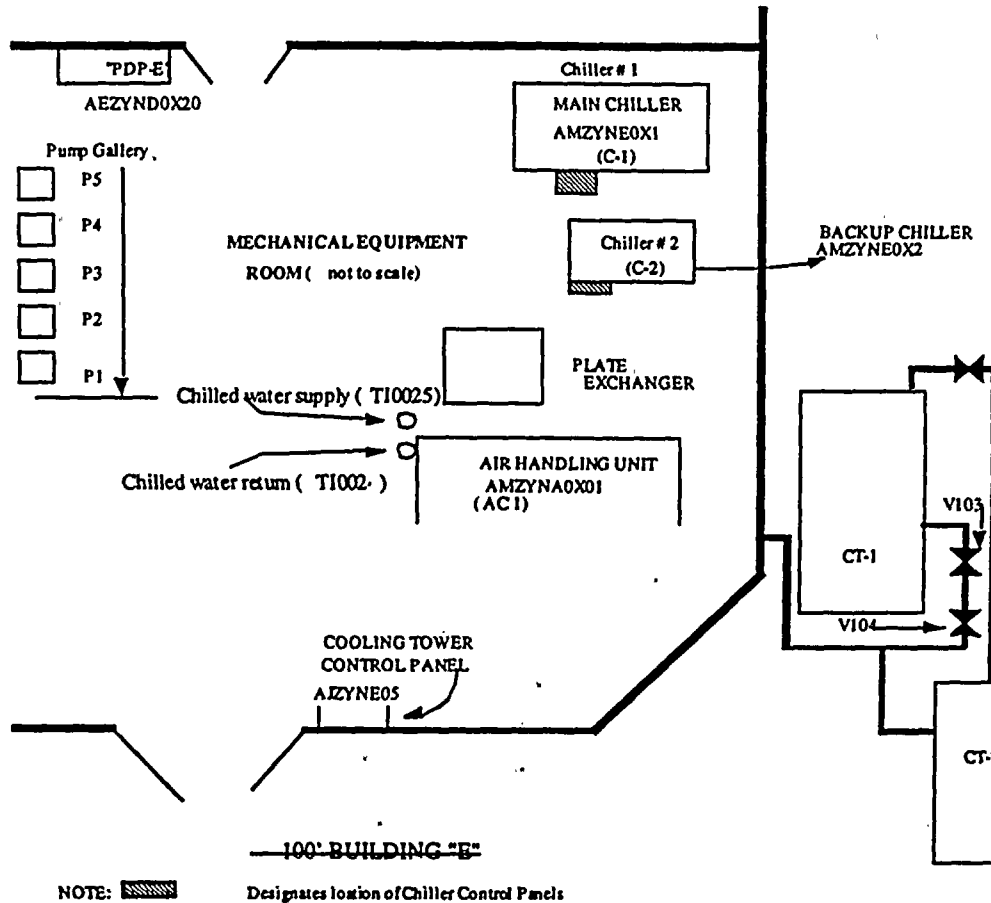 "PDP-E"
AEZYND0X20
Pump Gallery
P5
P4
P3
P2
P1
Chiller # 1
MAIN CHILLER
AMZYNE0X1
(C-1)
MECHANICAL EQUIPMENT
ROOM ( not to scale)
Chiller # 2
(C-2)
BACKUP CHILLER
AMZYNE0X2
PLATE
EXCHANGER
Chilled water supply ( TI0025)
Chilled water return ( TI002 )
AIR HANDLING UNIT
AMZYNA0X01
(AC1)
V103
CT-1
V104
COOLING TOWER
CONTROL PANEL
AJZYNE05
CT-
100' BUILDING "E"
NOTE: Designates loation of Chiller Control Panels